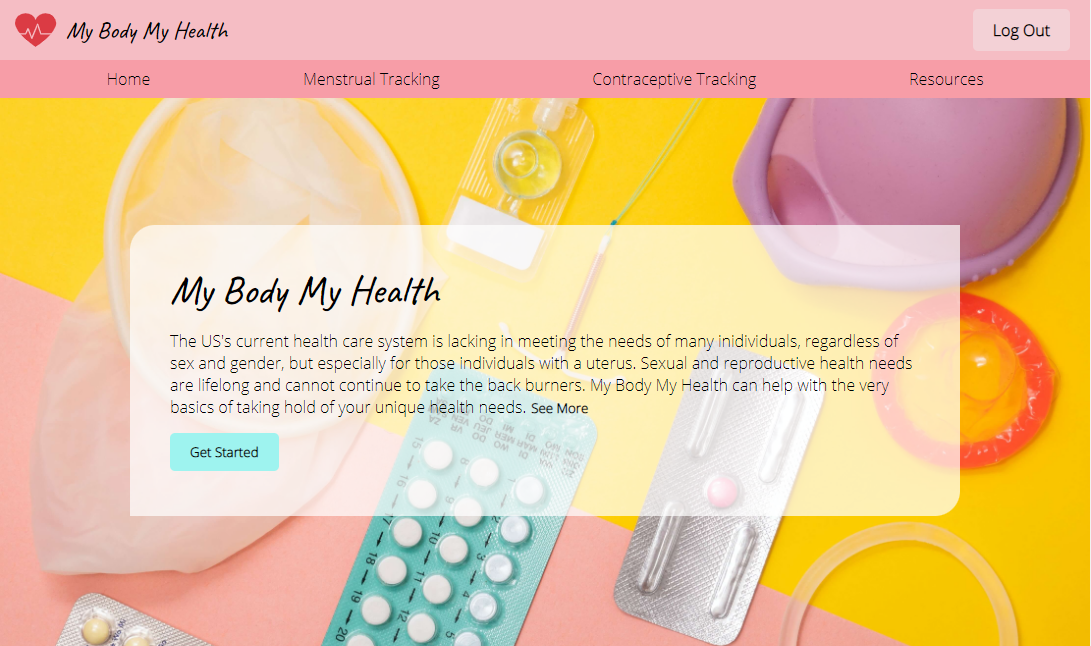 My Body My Health
Log Out
Home
Menstrual Tracking
Contraceptive Tracking
Resources
My Body My Health
The US's current health care system is lacking in meeting the needs of many inidividuals, regardless of
sex and gender, but especially for those individuals with a uterus. Sexual and reproductive health needs
are lifelong and cannot continue to take the back burners. My Body My Health can help with the very
basics of taking hold of your unique health needs. See More
Get Started